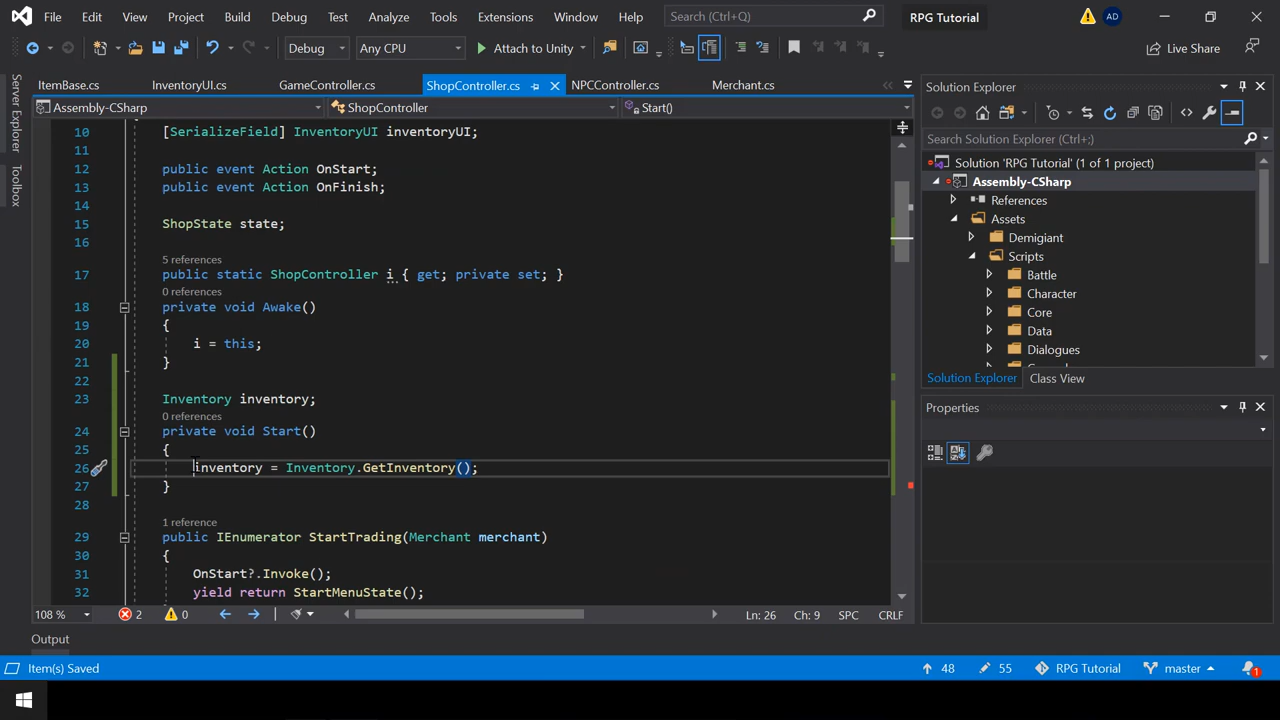 File Edit View Project Build Debug Test Analyze Tools Extensions Window Help Search (Ctrl+Q) RPG Tutorial AD
Debug Any CPU Attach to Unity Live Share
ItemBase.cs InventoryUI.cs GameController.cs ShopController.cs NPCController.cs Merchant.cs
Assembly-CSharp ShopController Start()
Server Explorer
Toolbox
10 [SerializeField] InventoryUI inventoryUI;
11
12 public event Action OnStart;
13 public event Action OnFinish;
14
15 ShopState state;
16
5 references
17 public static ShopController i { get; private set; }
0 references
18 private void Awake()
19 {
20 i = this;
21 }
22
23 Inventory inventory;
0 references
24 private void Start()
25 {
26 inventory = Inventory.GetInventory();
27 }
28
1 reference
29 public IEnumerator StartTrading(Merchant merchant)
30 {
31 OnStart?.Invoke();
32 yield return StartMenuState();
108 % 2 0 Ln: 26 Ch: 9 SPC CRLF
Output
Solution Explorer
Search Solution Explorer (Ctrl+;)
Solution 'RPG Tutorial' (1 of 1 project)
Assembly-CSharp
References
Assets
Demigiant
Scripts
Battle
Character
Core
Data
Dialogues
Solution Explorer Class View
Properties
Item(s) Saved 48 55 RPG Tutorial master 1